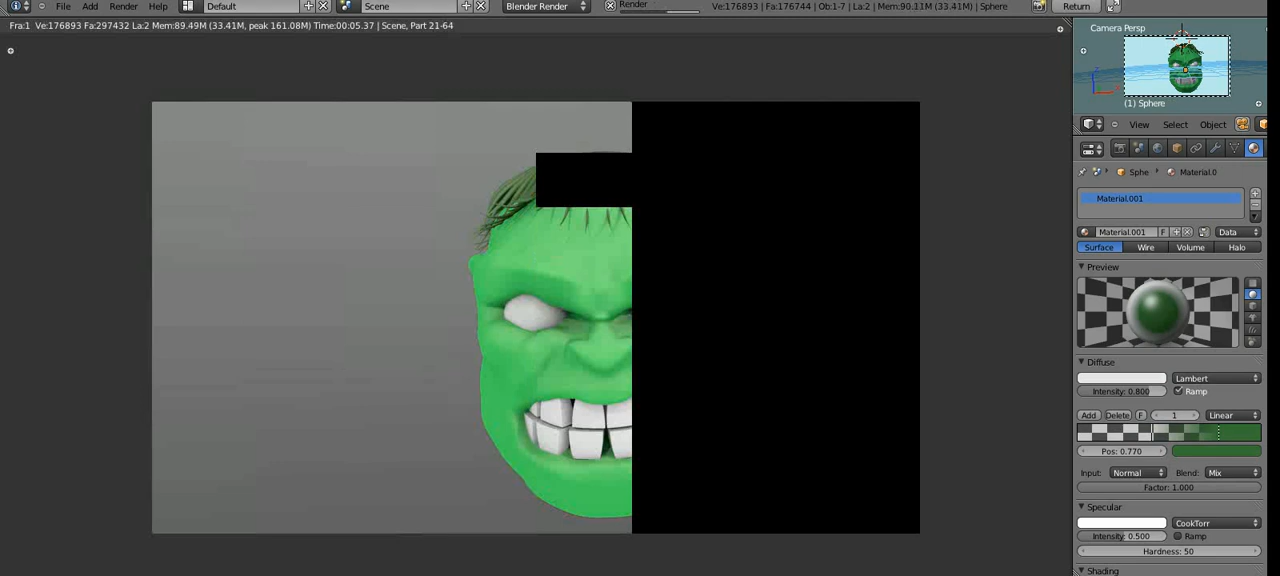 File Add Render Help Default Scene Blender Render Render Ve:176893 | Fa:176744 | Ob:1-7 | La:2 | Mem:90.11M (33.41M) | Sphere Return
Fra:1 Ve:176893 Fa:297432 La:2 Mem:89.49M (33.41M, peak 161.08M) Time:00:05.37 | Scene, Part 21-64
Camera Persp
(1) Sphere
View Select Object
Sphe Material.0
Material.001
Material.001 F Data
Surface Wire Volume Halo
Preview
Diffuse
Lambert
Intensity: 0.800 Ramp
Add Delete F 1 Linear
Pos: 0.770
Input: Normal Blend: Mix
Factor: 1.000
Specular
CookTorr
Intensity: 0.500 Ramp
Hardness: 50
Shading